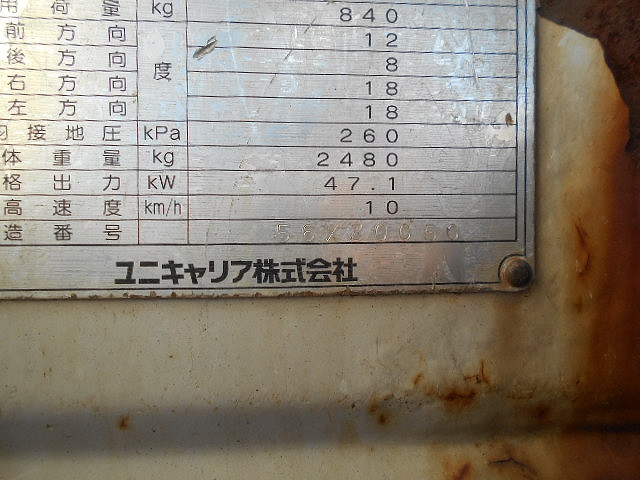 用荷重 kg 840
前方向 度 12
後方向 8
右方向 18
左方向 18
接地圧 kPa 260
体重量 kg 2480
格出力 kW 47.1
高速度 km/h 10
造番号
ユニキャリア株式会社